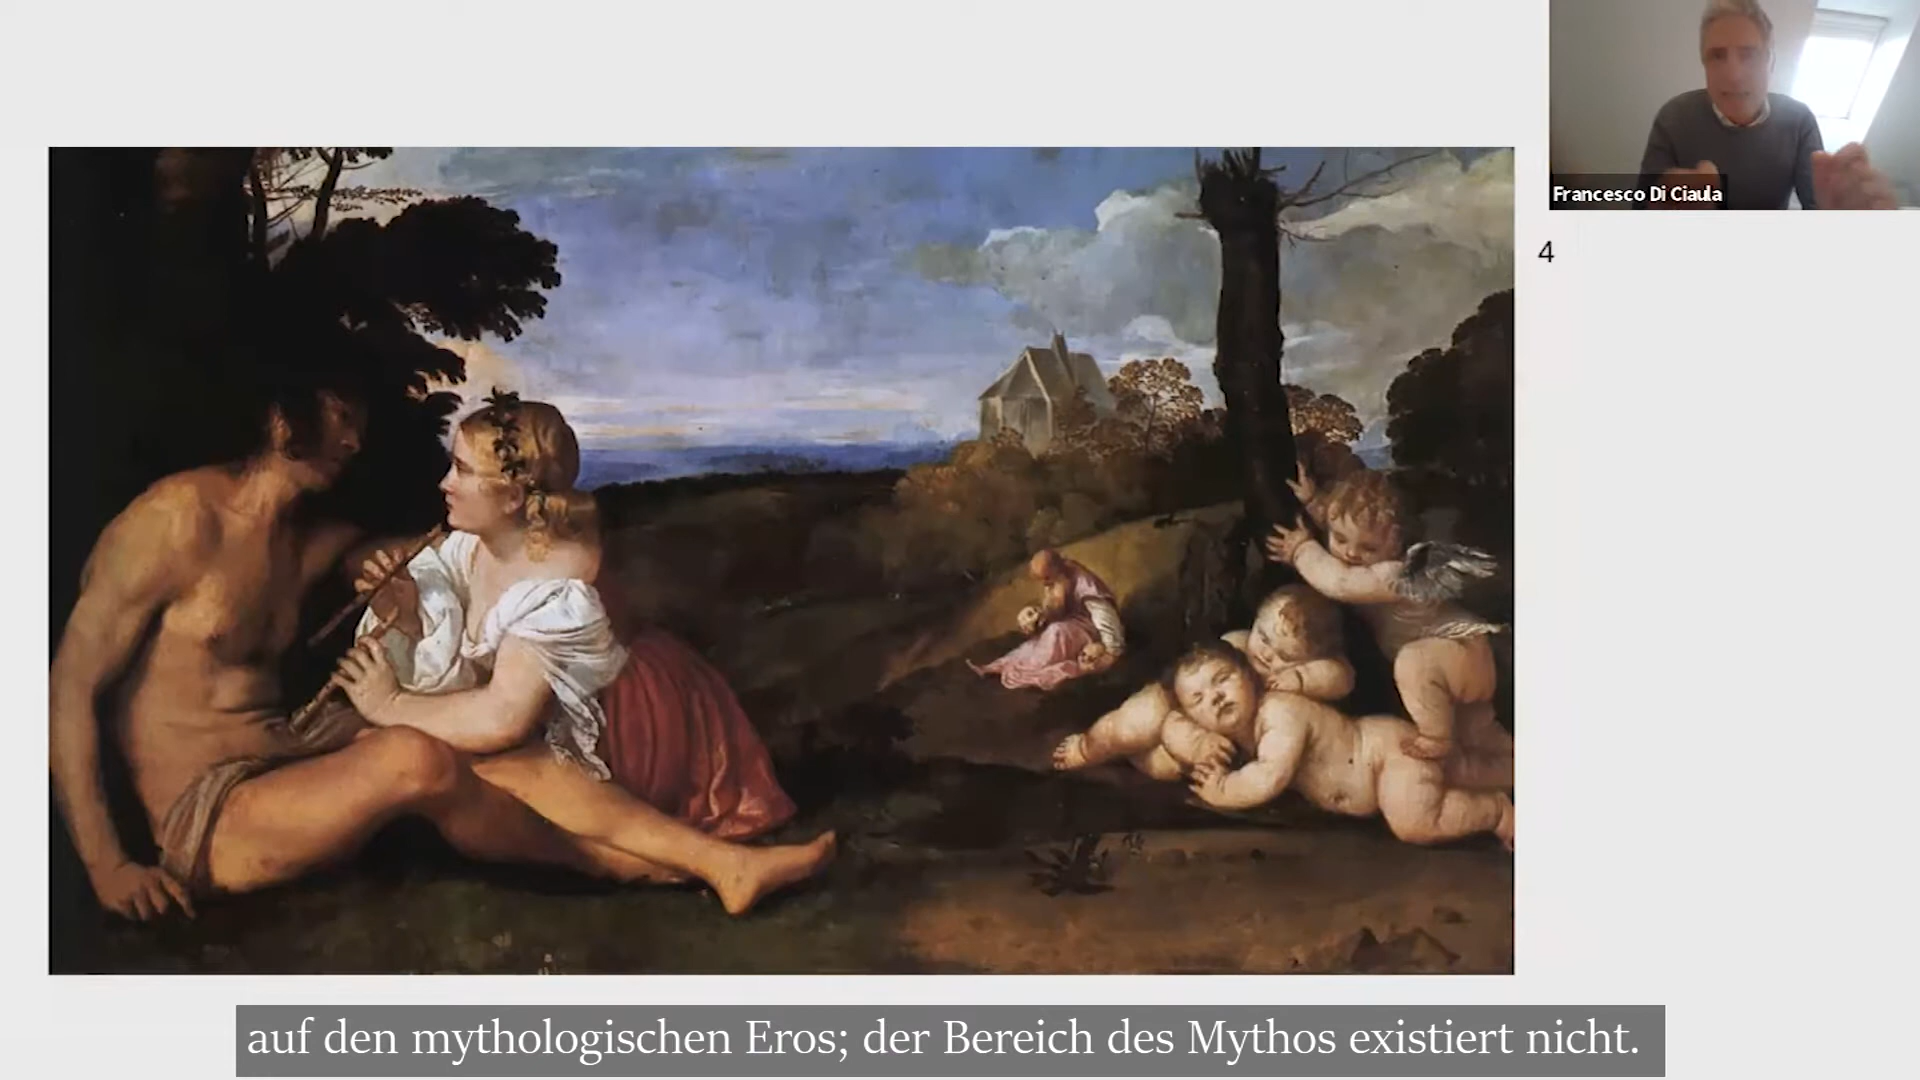 Francesco Di Ciaula
4
auf den mythologischen Eros; der Bereich des Mythos existiert nicht.